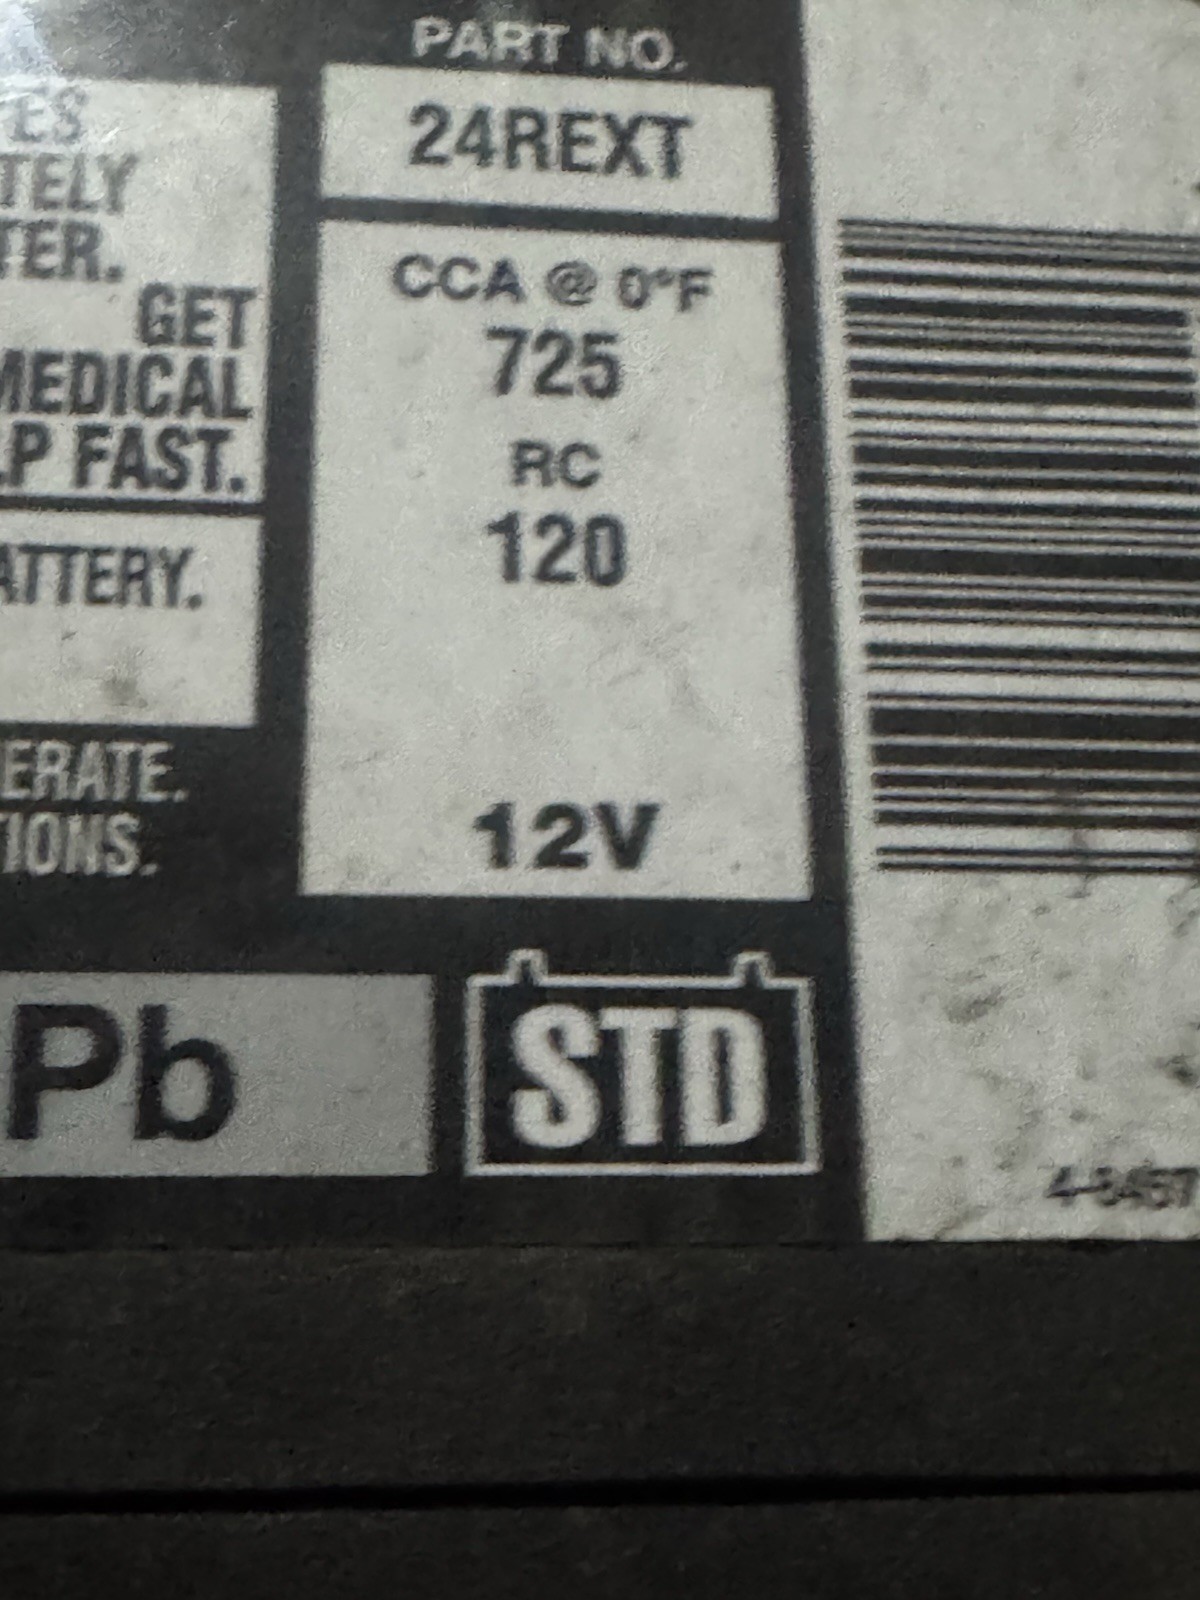 PART NO.
24REXT
CCA @ 0°F
725
RC
120
12V
ES
TELY
TER.
GET
MEDICAL
LP FAST.
ATTERY.
ERATE.
TIONS.
Pb
STD